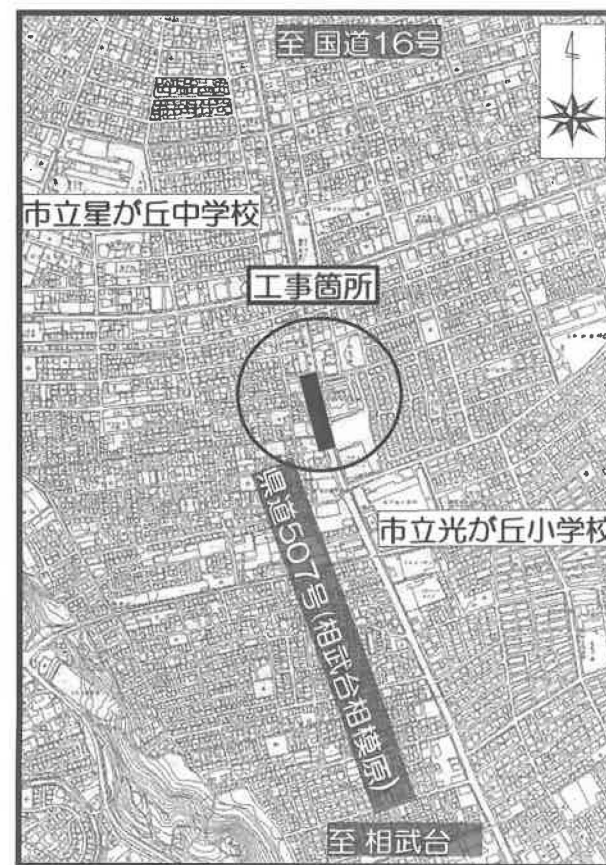 至 国道16号
市立星が丘中学校
工事箇所
県道507号(相武台相模原)
市立光が丘小学校
至 相武台